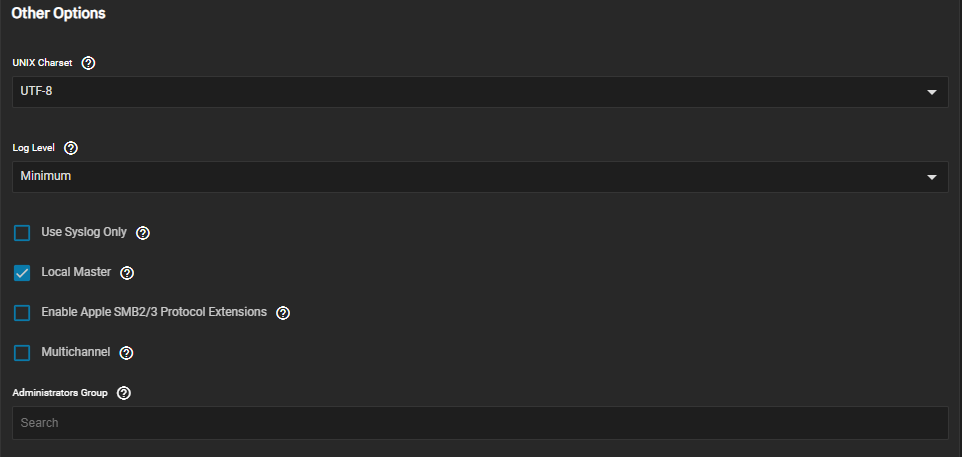 Other Options
UNIX Charset
UTF-8
Log Level
Minimum
Use Syslog Only
Local Master
Enable Apple SMB2/3 Protocol Extensions
Multichannel
Administrators Group
Search